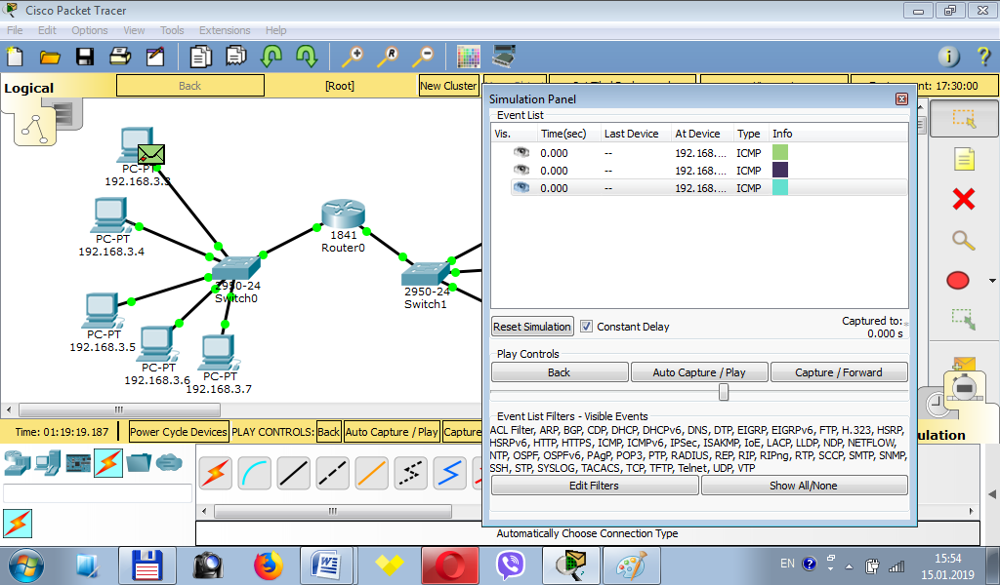 Cisco Packet Tracer
File Edit Options View Tools Extensions Help
Logical
Back
[Root]
New Cluster
17:30:00
Simulation Panel
Event List
Vis. Time(sec) Last Device At Device Type Info
0.000 -- 192.168.... ICMP
0.000 -- 192.168.... ICMP
0.000 -- 192.168.... ICMP
PC-PT
192.168.3.3
PC-PT
192.168.3.4
PC-PT
192.168.3.5
PC-PT
192.168.3.6
PC-PT
192.168.3.7
2950-24
Switch0
1841
Router0
2950-24
Switch1
Reset Simulation
Constant Delay
Captured to:
0.000 s
Play Controls
Back
Auto Capture / Play
Capture / Forward
Event List Filters - Visible Events
ACL Filter, ARP, BGP, CDP, DHCP, DHCPv6, DNS, DTP, EIGRP, EIGRPv6, FTP, H.323, HSRP,
HSRPv6, HTTP, HTTPS, ICMP, ICMPv6, IPSec, ISAKMP, IoE, LACP, LLDP, NDP, NETFLOW,
NTP, OSPF, OSPFv6, PAgP, POP3, PTP, RADIUS, REP, RIP, RIPng, RTP, SCCP, SMTP, SNMP,
SSH, STP, SYSLOG, TACACS, TCP, TFTP, Telnet, UDP, VTP
Edit Filters
Show All/None
Time: 01:19:19.187
Power Cycle Devices
PLAY CONTROLS:
Back
Auto Capture / Play
Capture
ulation
Automatically Choose Connection Type
EN
15:54
15.01.2019